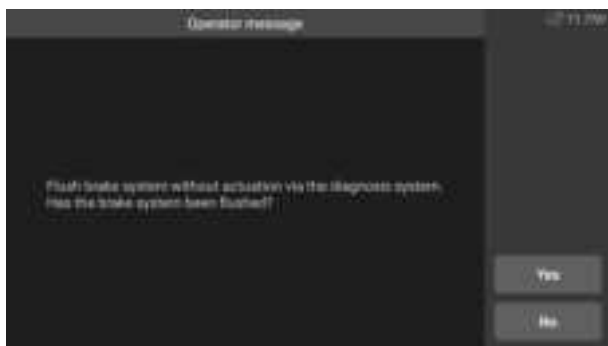 Operator message
Flush brake system without actuation via the diagnosis system.
Has the brake system been flushed?
Yes
No